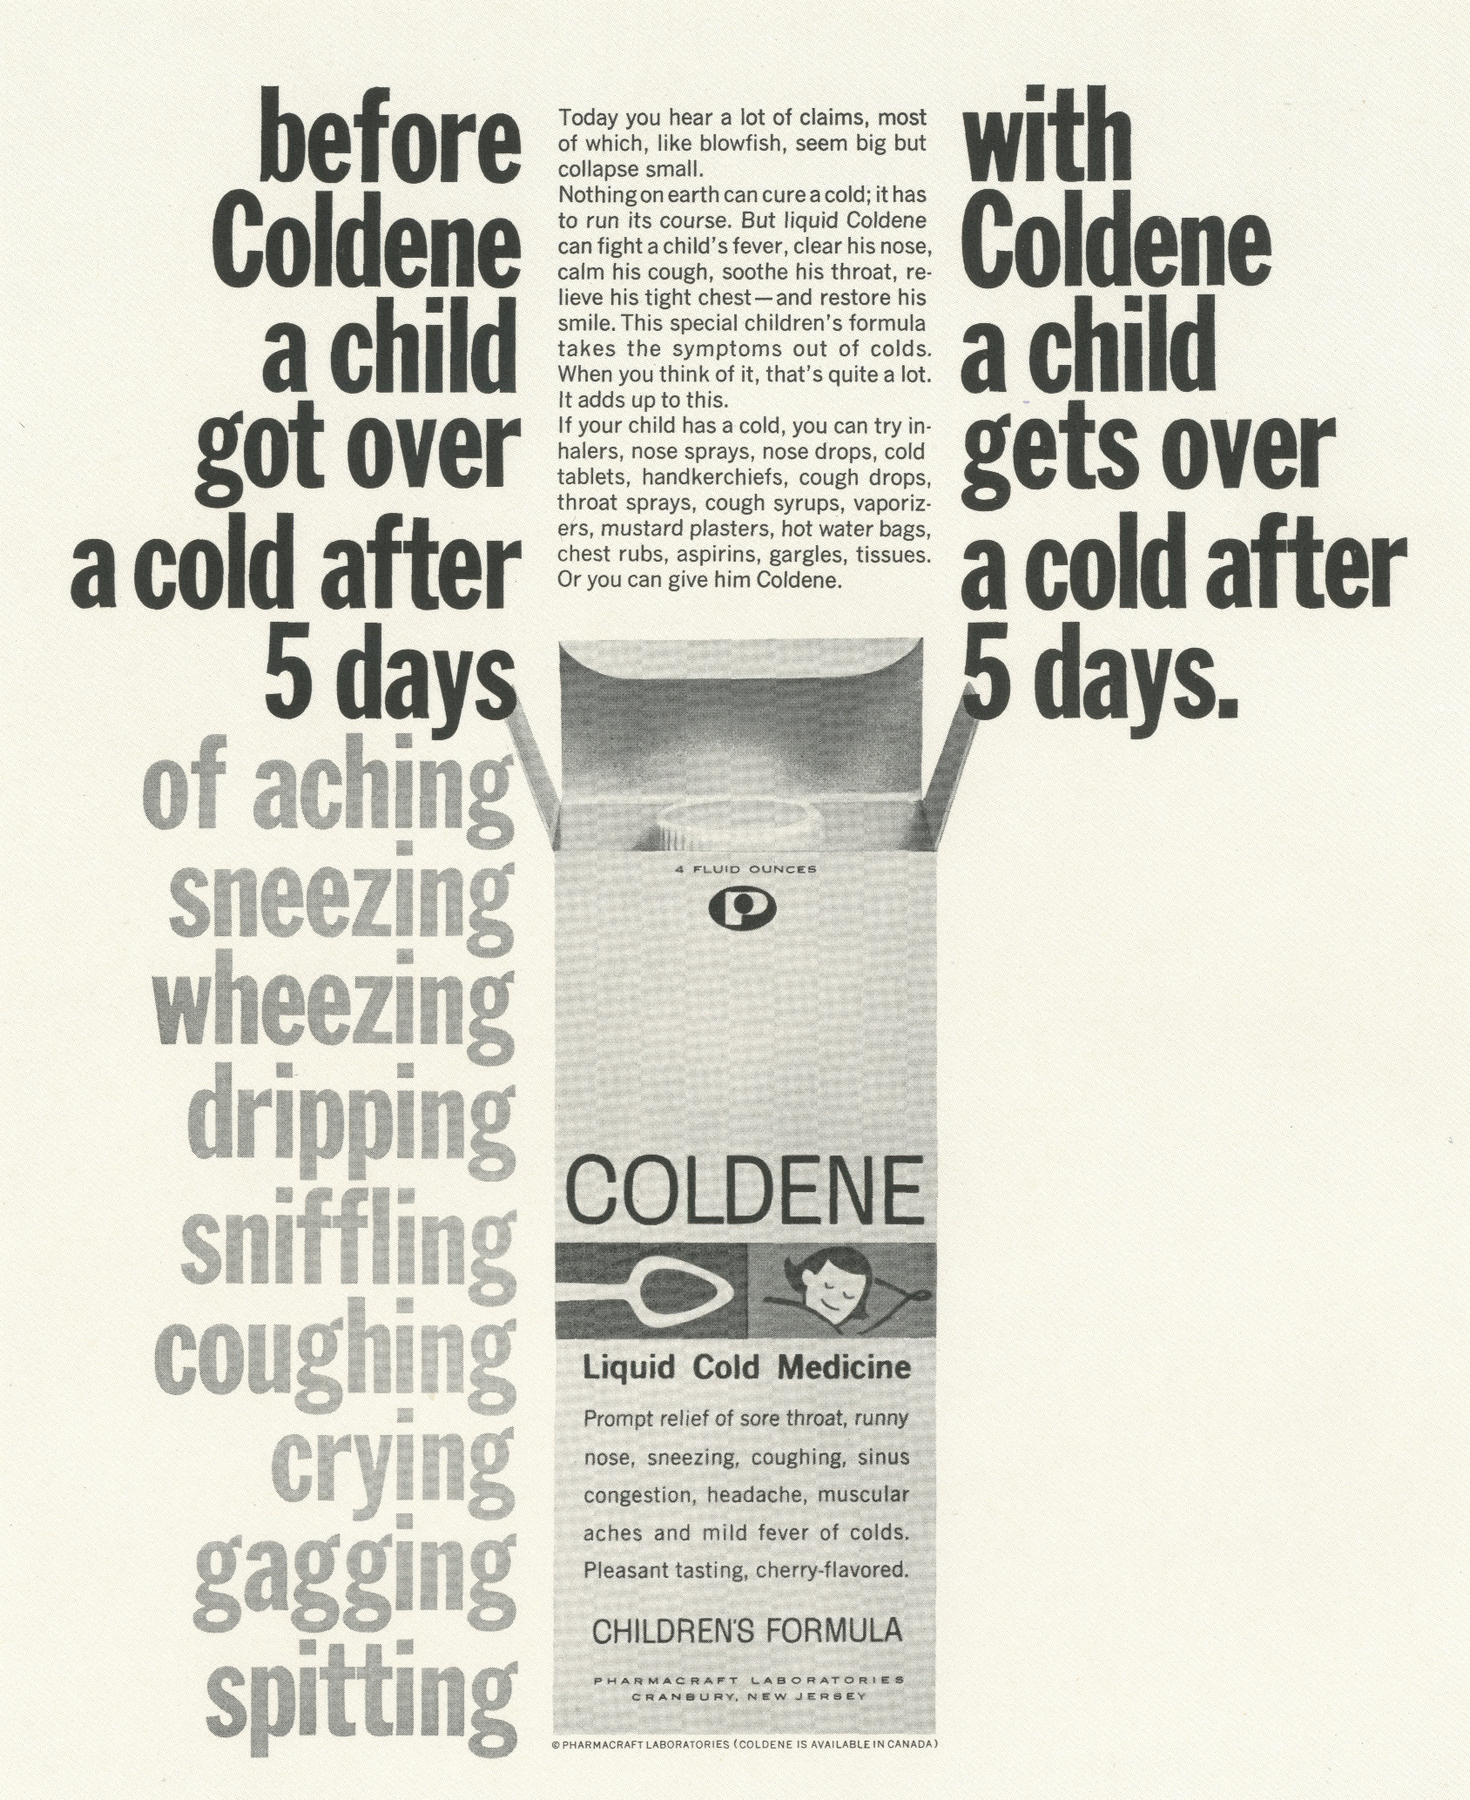 before
Coldene
a child
got over
a cold after
5 days
of aching
sneezing
wheezing
dripping
sniffling
coughing
crying
gagging
spitting
Today you hear a lot of claims, most
of which, like blowfish, seem big but
collapse small.
Nothing on earth can cure a cold; it has
to run its course. But liquid Coldene
can fight a child's fever, clear his nose,
calm his cough, soothe his throat, re-
lieve his tight chest—and restore his
smile. This special children's formula
takes the symptoms out of colds.
When you think of it, that's quite a lot.
It adds up to this.
If your child has a cold, you can try in-
halers, nose sprays, nose drops, cold
tablets, handkerchiefs, cough drops,
throat sprays, cough syrups, vaporiz-
ers, mustard plasters, hot water bags,
chest rubs, aspirins, gargles, tissues.
Or you can give him Coldene.
with
Coldene
a child
gets over
a cold after
5 days.
4 FLUID OUNCES
P
COLDENE
Liquid Cold Medicine
Prompt relief of sore throat, runny
nose, sneezing, coughing, sinus
congestion, headache, muscular
aches and mild fever of colds.
Pleasant tasting, cherry-flavored.
CHILDREN'S FORMULA
PHARMACRAFT LABORATORIES
CRANBURY, NEW JERSEY
© PHARMACRAFT LABORATORIES (COLDENE IS AVAILABLE IN CANADA)